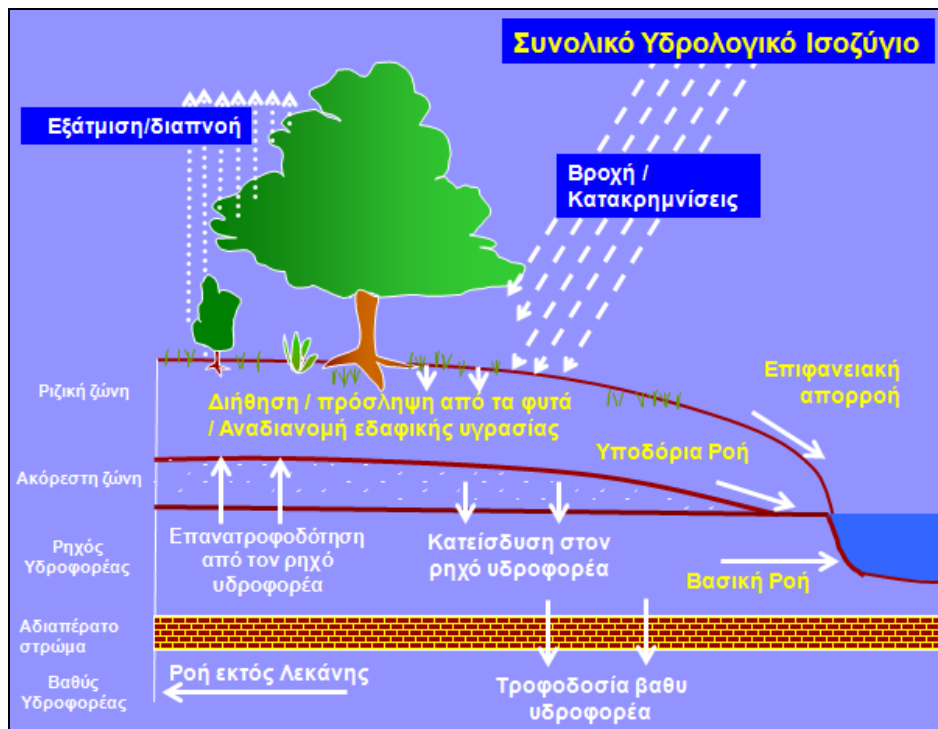 Συνολικό Υδρολογικό Ισοζύγιο
Εξάτμιση/διαπνοή
Βροχή /
Κατακρημνίσεις
Ριζική ζώνη
Επιφανειακή
απορροή
Διήθηση / πρόσληψη από τα φυτά
/ Αναδιανομή εδαφικής υγρασίας
Υποδόρια Ροή
Ακόρεστη ζώνη
Επανατροφοδότηση
από τον ρηχό
υδροφορέα
Κατείσδυση στον
ρηχό υδροφορέα
Ρηχός
Υδροφορέας
Βασική Ροή
Αδιαπέρατο
στρώμα
Ροή εκτός Λεκάνης
Βαθύς
Υδροφορέας
Τροφοδοσία βαθυ
υδροφορέα